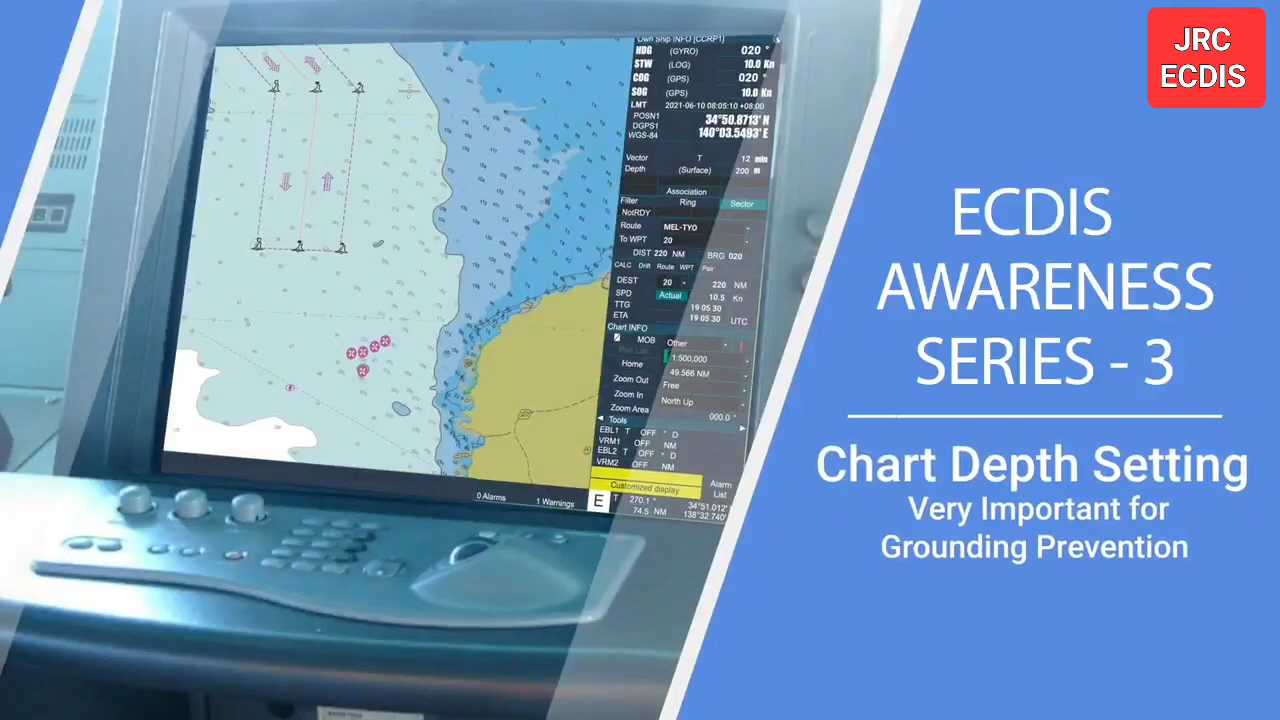 JRC
ECDIS
ECDIS
AWARENESS
SERIES - 3
Chart Depth Setting
Very Important for
Grounding Prevention
Own Ship INFO [CCRP1]
HDG (GYRO) 020 °
STW (LOG) 10.0 Kn
COG (GPS) 020 °
SOG (GPS) 10.0 Kn
LMT 2021-06-10 08:05:10 +08:00
POSN1 34°50.8713' N
DGPS1 140°03.5493' E
WGS-84
Vector T 12 min
Depth (Surface) 200 m
Association
Filter Ring Sector
NotRDY
Route MEL-TYO
To WPT 20
DIST 220 NM BRG 020
CALC Drift Route WPT Pair
DEST 20 220 NM
SPD Actual 10.5 Kn
TTG 19 05 30
ETA 19 05 30 UTC
Chart INFO
MOB Other
1:500,000
Home 49.566 NM
Zoom Out Free
Zoom In North Up
Zoom Area 000.0 °
Tools
EBL1 T OFF ° D
VRM1 OFF NM
EBL2 T OFF ° D
VRM2 OFF NM
Customized display
Alarm
List
0 Alarms 1 Warnings
E T 270.1 ° 34°51.012'
74.5 NM 138°32.740'